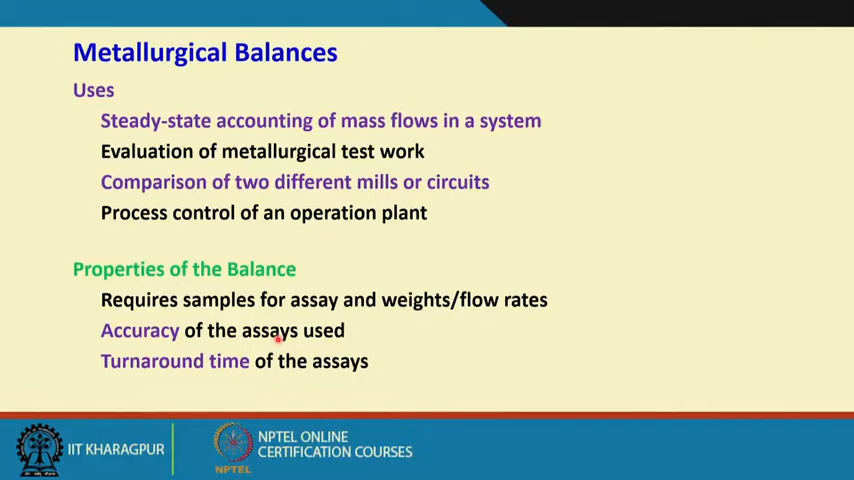 Metallurgical Balances
Uses
Steady-state accounting of mass flows in a system
Evaluation of metallurgical test work
Comparison of two different mills or circuits
Process control of an operation plant
Properties of the Balance
Requires samples for assay and weights/flow rates
Accuracy of the assays used
Turnaround time of the assays
IIT KHARAGPUR
NPTEL
NPTEL ONLINE
CERTIFICATION COURSES